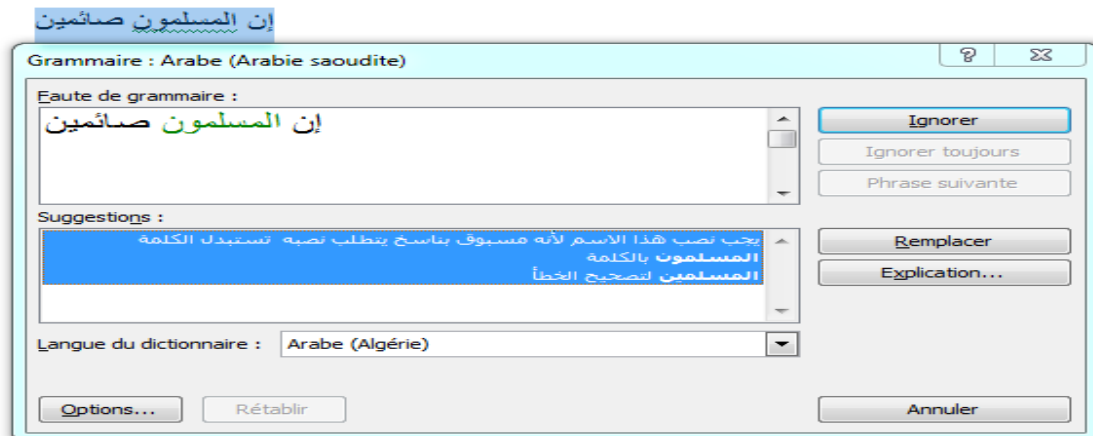 إن المسلمون صائمين
Grammaire : Arabe (Arabie saoudite)
Faute de grammaire :
إن المسلمون صائمين
Ignorer
Ignorer toujours
Phrase suivante
Suggestions :
يجب نصب هذا الاسم لأنه مسبوق بناسخ يتطلب نصبه تستبدل الكلمة
المسلمون بالكلمة
المسلمين لتصحيح الخطأ
Remplacer
Explication...
Langue du dictionnaire : Arabe (Algérie)
Options... Rétablir Annuler